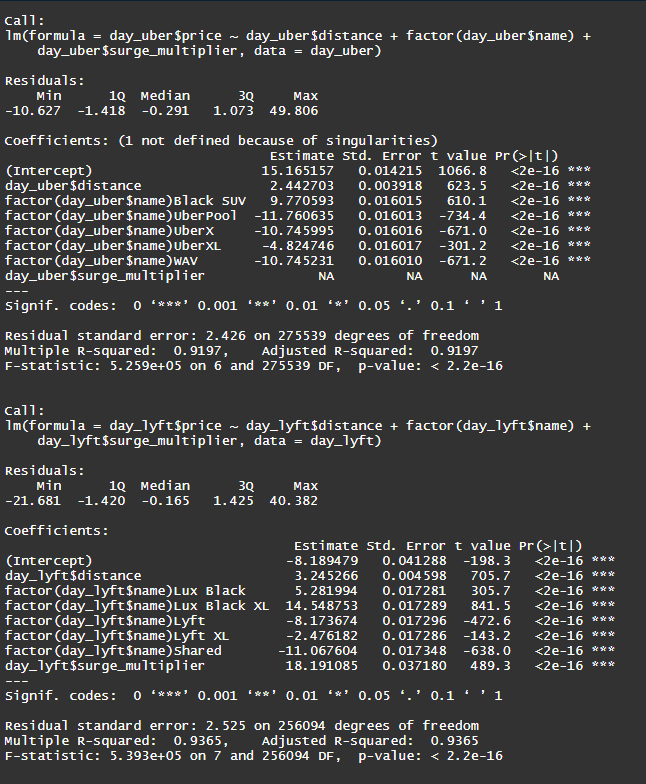 Call:
lm(formula = day_uber$price ~ day_uber$distance + factor(day_uber$name) +
    day_uber$surge_multiplier, data = day_uber)
Residuals:
    Min      1Q  Median      3Q     Max
-10.627  -1.418  -0.291   1.073  49.806
Coefficients: (1 not defined because of singularities)
                                 Estimate Std. Error t value Pr(>|t|)
(Intercept)                     15.165157   0.014215  1066.8   <2e-16 ***
day_uber$distance                2.442703   0.003918   623.5   <2e-16 ***
factor(day_uber$name)Black SUV   9.770593   0.016015   610.1   <2e-16 ***
factor(day_uber$name)UberPool  -11.760635   0.016013  -734.4   <2e-16 ***
factor(day_uber$name)UberX     -10.745995   0.016016  -671.0   <2e-16 ***
factor(day_uber$name)UberXL     -4.824746   0.016017  -301.2   <2e-16 ***
factor(day_uber$name)WAV       -10.745231   0.016010  -671.2   <2e-16 ***
day_uber$surge_multiplier              NA         NA      NA       NA
---
Signif. codes:  0 ‘***’ 0.001 ‘**’ 0.01 ‘*’ 0.05 ‘.’ 0.1 ‘ ’ 1
Residual standard error: 2.426 on 275539 degrees of freedom
Multiple R-squared:  0.9197,    Adjusted R-squared:  0.9197
F-statistic: 5.259e+05 on 6 and 275539 DF,  p-value: < 2.2e-16
Call:
lm(formula = day_lyft$price ~ day_lyft$distance + factor(day_lyft$name) +
    day_lyft$surge_multiplier, data = day_lyft)
Residuals:
    Min      1Q  Median      3Q     Max
-21.681  -1.420  -0.165   1.425  40.382
Coefficients:
                                    Estimate Std. Error t value Pr(>|t|)
(Intercept)                        -8.189479   0.041288  -198.3   <2e-16 ***
day_lyft$distance                   3.245266   0.004598   705.7   <2e-16 ***
factor(day_lyft$name)Lux Black      5.281994   0.017281   305.7   <2e-16 ***
factor(day_lyft$name)Lux Black XL  14.548753   0.017289   841.5   <2e-16 ***
factor(day_lyft$name)Lyft          -8.173674   0.017296  -472.6   <2e-16 ***
factor(day_lyft$name)Lyft XL       -2.476182   0.017286  -143.2   <2e-16 ***
factor(day_lyft$name)Shared       -11.067604   0.017348  -638.0   <2e-16 ***
day_lyft$surge_multiplier          18.191085   0.037180   489.3   <2e-16 ***
---
Signif. codes:  0 ‘***’ 0.001 ‘**’ 0.01 ‘*’ 0.05 ‘.’ 0.1 ‘ ’ 1
Residual standard error: 2.525 on 256094 degrees of freedom
Multiple R-squared:  0.9365,    Adjusted R-squared:  0.9365
F-statistic: 5.393e+05 on 7 and 256094 DF,  p-value: < 2.2e-16